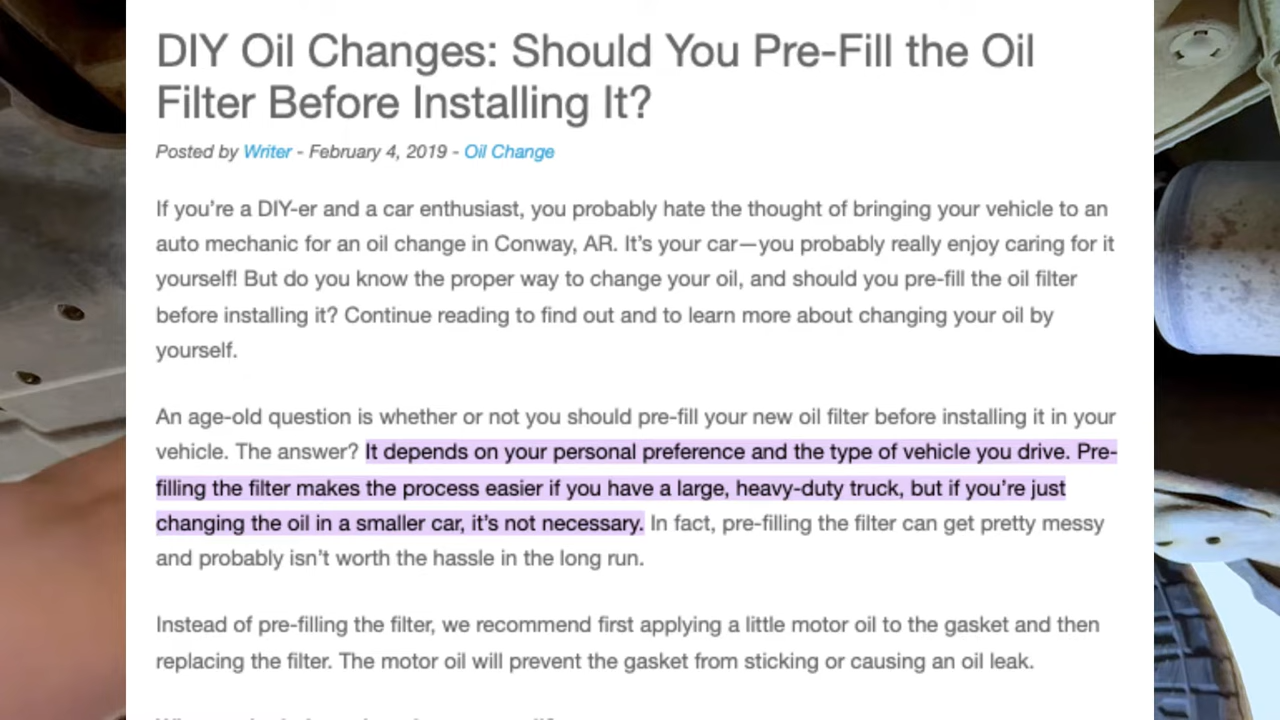 DIY Oil Changes: Should You Pre-Fill the Oil
Filter Before Installing It?
Posted by Writer - February 4, 2019 - Oil Change
If you’re a DIY-er and a car enthusiast, you probably hate the thought of bringing your vehicle to an
auto mechanic for an oil change in Conway, AR. It’s your car—you probably really enjoy caring for it
yourself! But do you know the proper way to change your oil, and should you pre-fill the oil filter
before installing it? Continue reading to find out and to learn more about changing your oil by
yourself.
An age-old question is whether or not you should pre-fill your new oil filter before installing it in your
vehicle. The answer? It depends on your personal preference and the type of vehicle you drive. Pre-
filling the filter makes the process easier if you have a large, heavy-duty truck, but if you’re just
changing the oil in a smaller car, it’s not necessary. In fact, pre-filling the filter can get pretty messy
and probably isn’t worth the hassle in the long run.
Instead of pre-filling the filter, we recommend first applying a little motor oil to the gasket and then
replacing the filter. The motor oil will prevent the gasket from sticking or causing an oil leak.